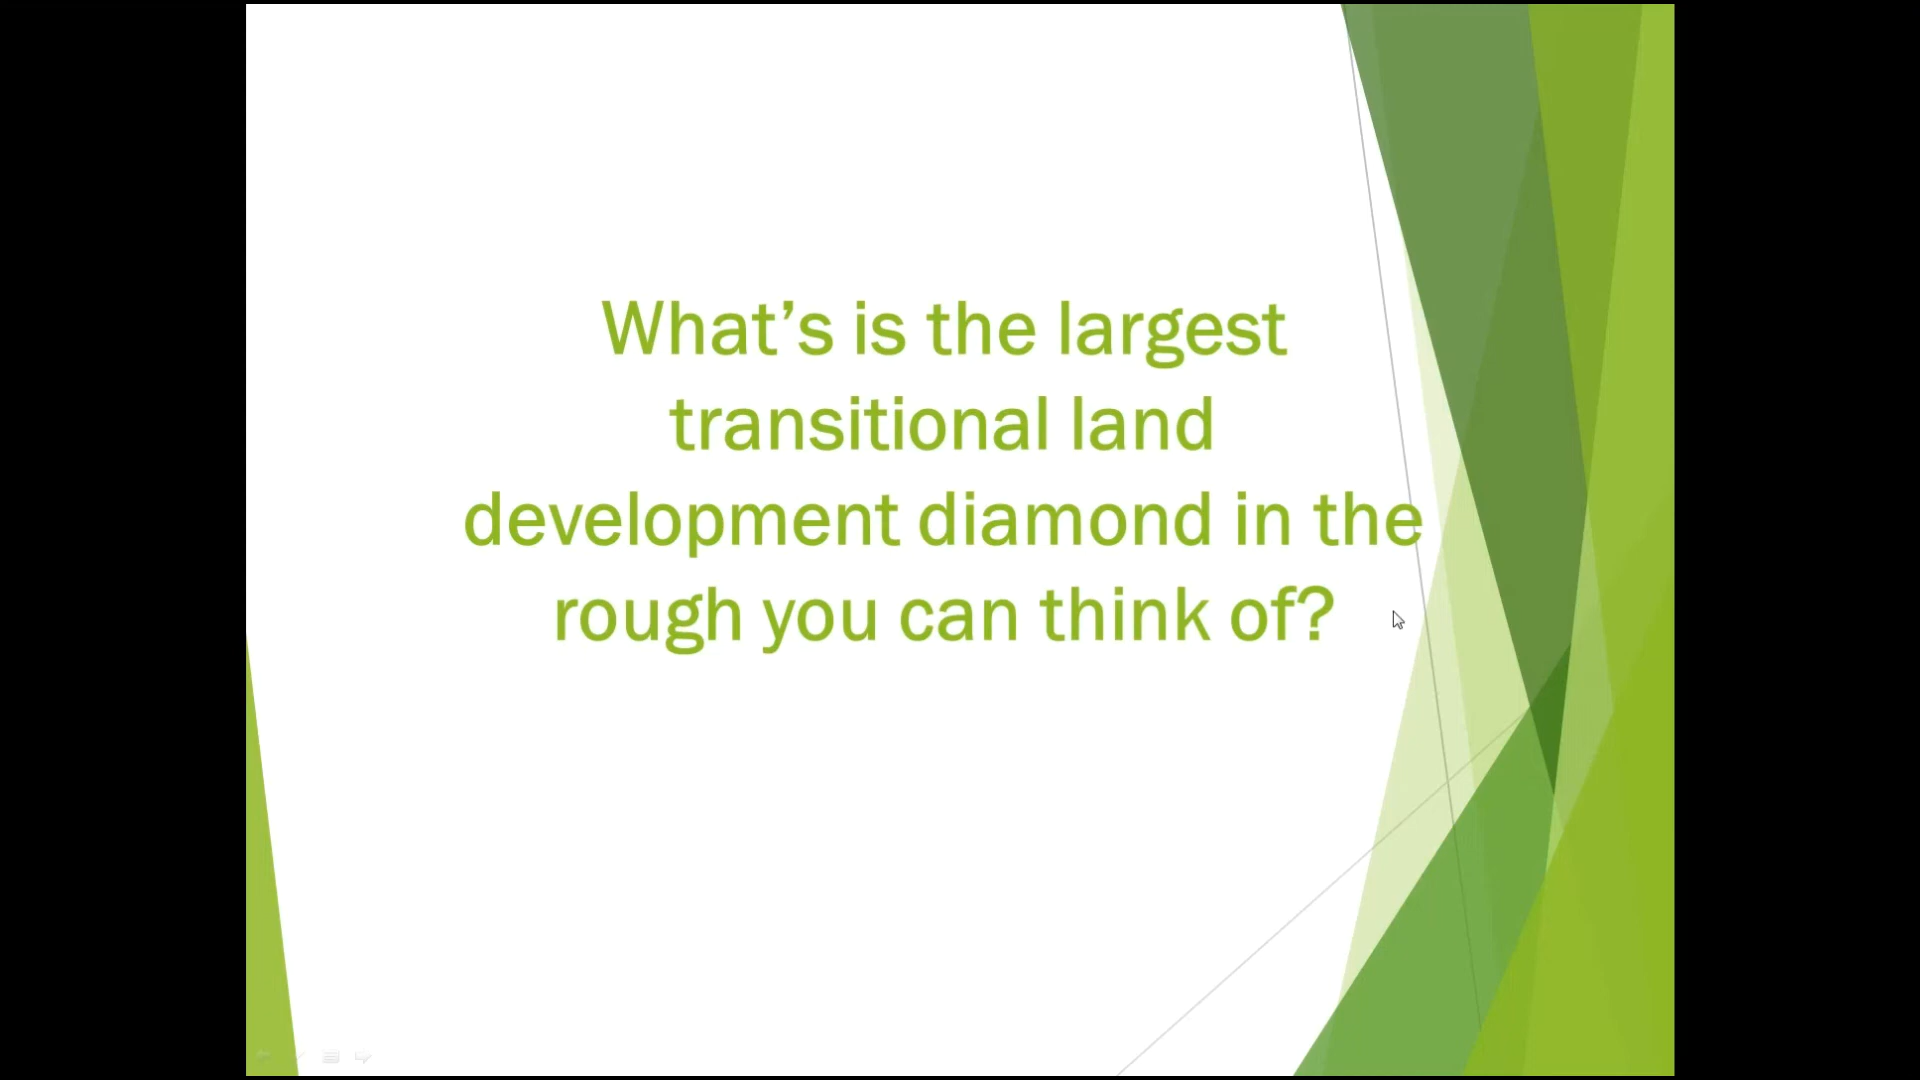 What’s is the largest
transitional land
development diamond in the
rough you can think of?